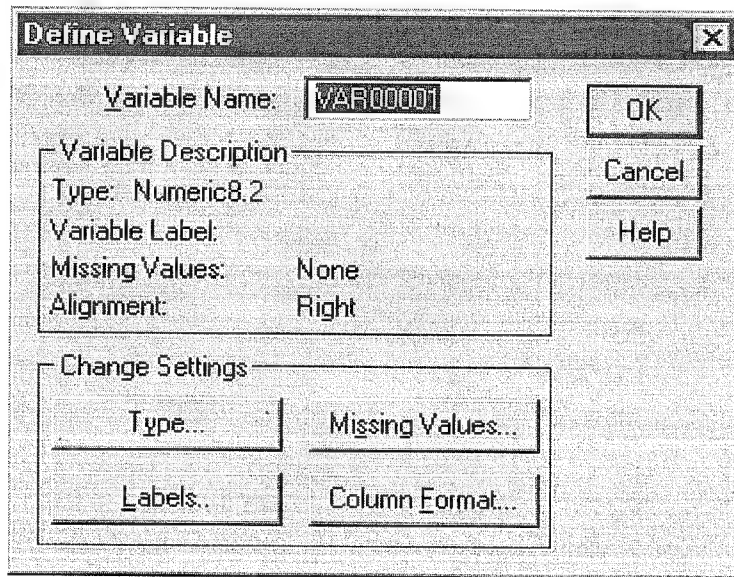 Define Variable
Variable Name: VAR00001
OK
Variable Description
Cancel
Type: Numeric8.2
Variable Label:
Help
Missing Values: None
Alignment: Right
Change Settings
Type... Missing Values...
Labels.. Column Format...